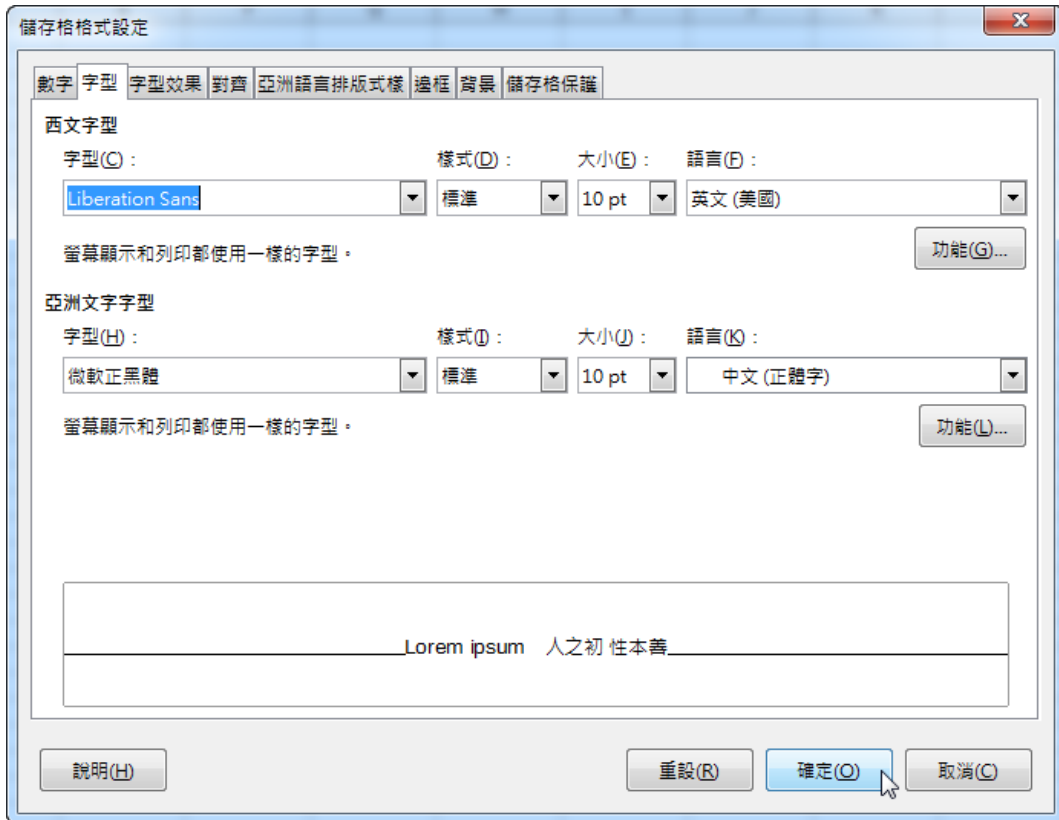 儲存格格式設定
數字 字型 字型效果 對齊 亞洲語言排版式樣 邊框 背景 儲存格保護
西文字型
字型(C)： 樣式(D)： 大小(E)： 語言(F)：
Liberation Sans 標準 10 pt 英文 (美國)
螢幕顯示和列印都使用一樣的字型。 功能(G)...
亞洲文字字型
字型(H)： 樣式(I)： 大小(J)： 語言(K)：
微軟正黑體 標準 10 pt 中文 (正體字)
螢幕顯示和列印都使用一樣的字型。 功能(L)...
Lorem ipsum 人之初 性本善
說明(H) 重設(R) 確定(O) 取消(C)